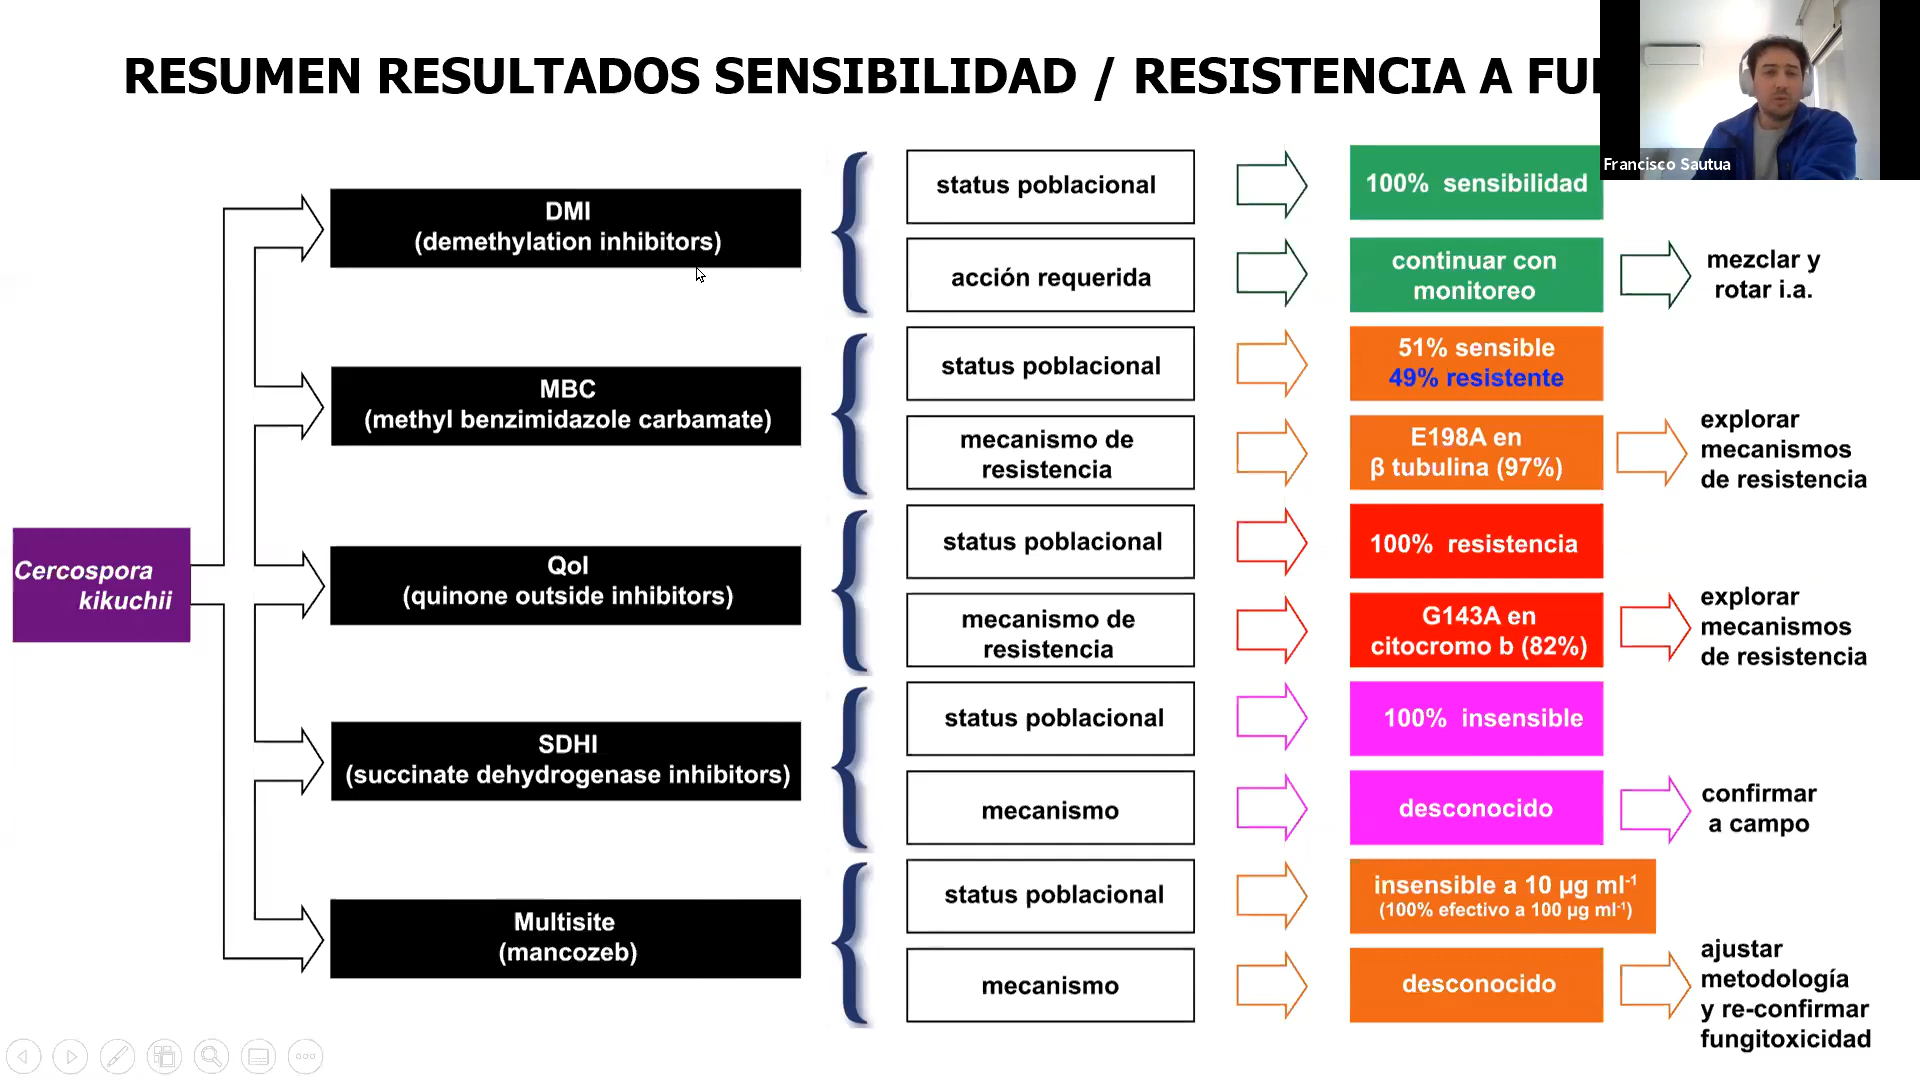 RESUMEN RESULTADOS SENSIBILIDAD / RESISTENCIA A
Francisco Sautua
Cercospora
kikuchii
DMI
(demethylation inhibitors)
status poblacional
100% sensibilidad
acción requerida
continuar con
monitoreo
mezclar y
rotar i.a.
MBC
(methyl benzimidazole carbamate)
status poblacional
51% sensible
49% resistente
mecanismo de
resistencia
E198A en
β tubulina (97%)
explorar
mecanismos
de resistencia
QoI
(quinone outside inhibitors)
status poblacional
100% resistencia
mecanismo de
resistencia
G143A en
citocromo b (82%)
explorar
mecanismos
de resistencia
SDHI
(succinate dehydrogenase inhibitors)
status poblacional
100% insensible
mecanismo
desconocido
confirmar
a campo
Multisite
(mancozeb)
status poblacional
insensible a 10 µg ml⁻¹
(100% efectivo a 100 µg ml⁻¹)
mecanismo
desconocido
ajustar
metodología
y re-confirmar
fungitoxicidad